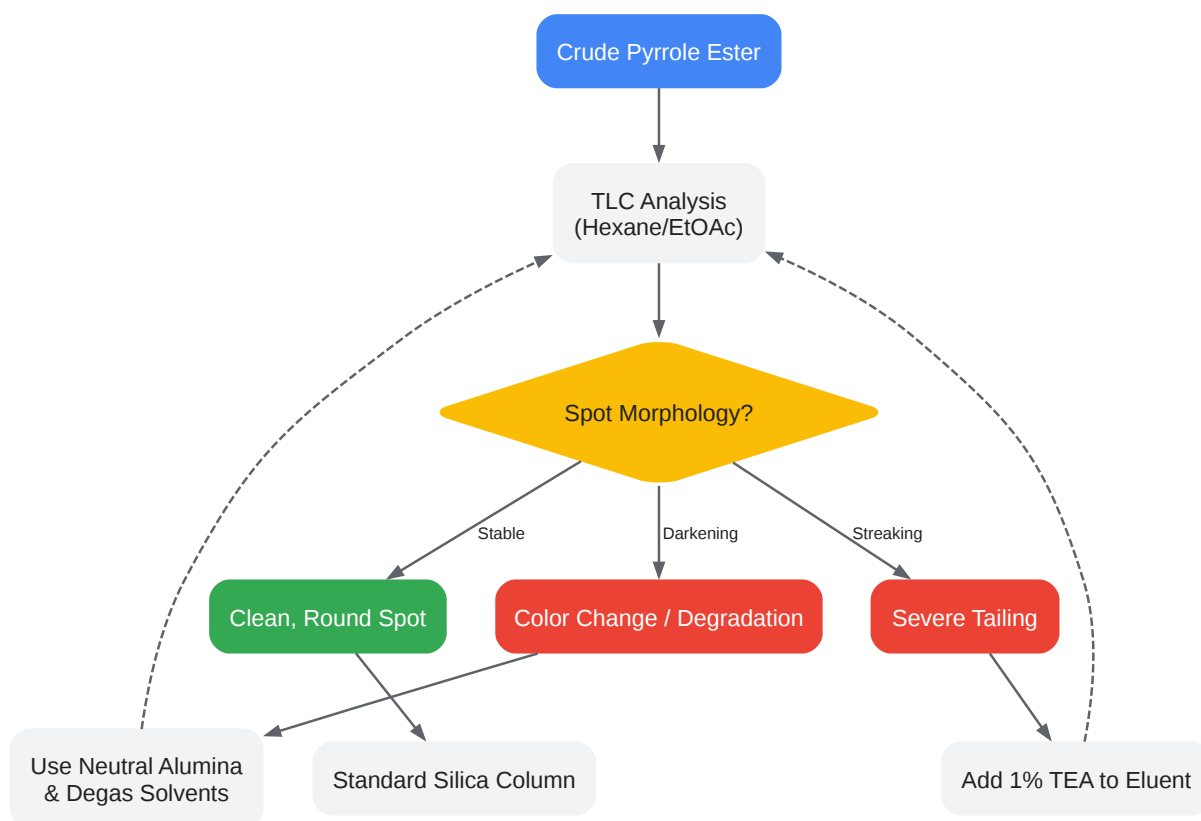 Crude Pyrrole Ester
TLC Analysis
(Hexane/EtOAc)
Spot Morphology?
Stable
Darkening
Streaking
Clean, Round Spot
Color Change / Degradation
Severe Tailing
Use Neutral Alumina
& Degas Solvents
Standard Silica Column
Add 1% TEA to Eluent